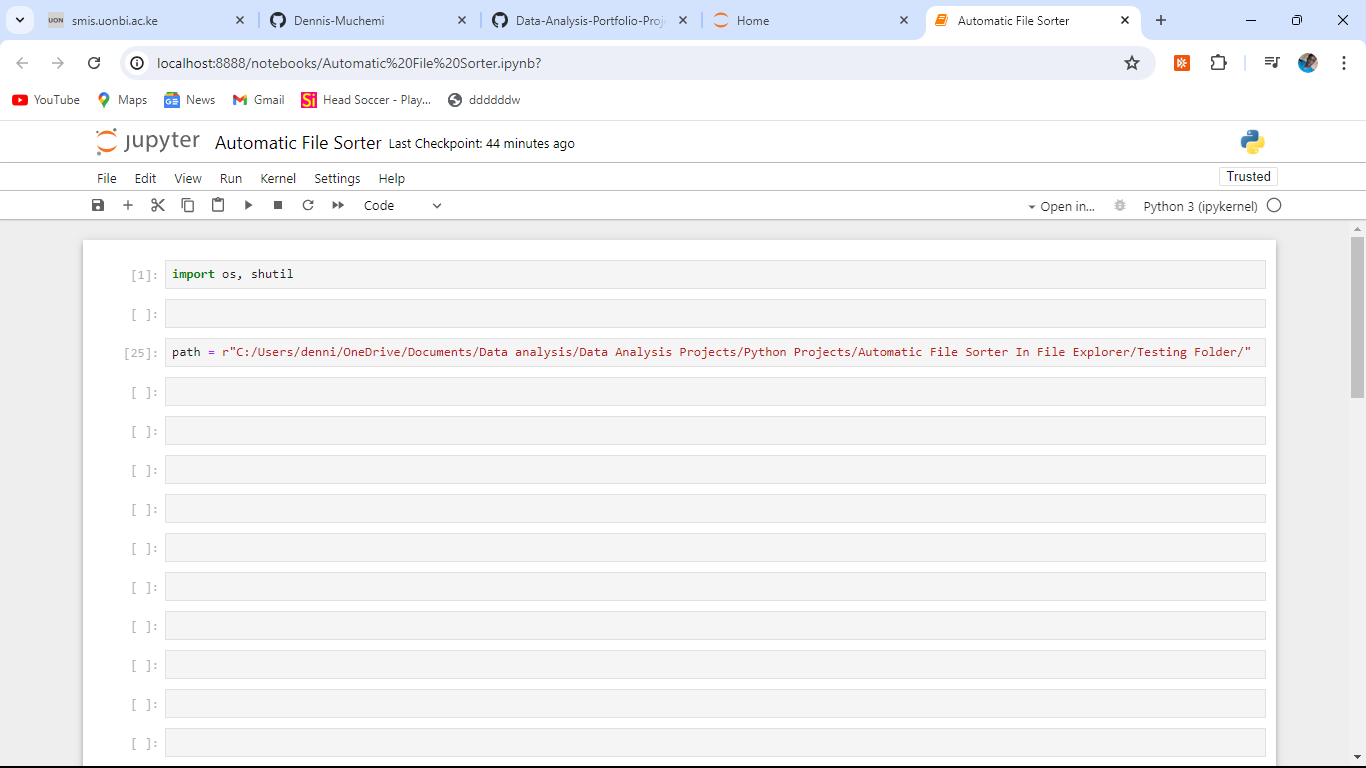 UON smis.uonbi.ac.ke Dennis-Muchemi Data-Analysis-Portfolio-Proj Home Automatic File Sorter
localhost:8888/notebooks/Automatic%20File%20Sorter.ipynb?
YouTube Maps News Gmail Si Head Soccer - Play... ddddddw
jupyter Automatic File Sorter Last Checkpoint: 44 minutes ago
File Edit View Run Kernel Settings Help Trusted
Code Open in... Python 3 (ipykernel)
[1]: import os, shutil
[ ]:
[25]: path = r"C:/Users/denni/OneDrive/Documents/Data analysis/Data Analysis Projects/Python Projects/Automatic File Sorter In File Explorer/Testing Folder/"
[ ]:
[ ]:
[ ]:
[ ]:
[ ]:
[ ]:
[ ]:
[ ]:
[ ]:
[ ]: